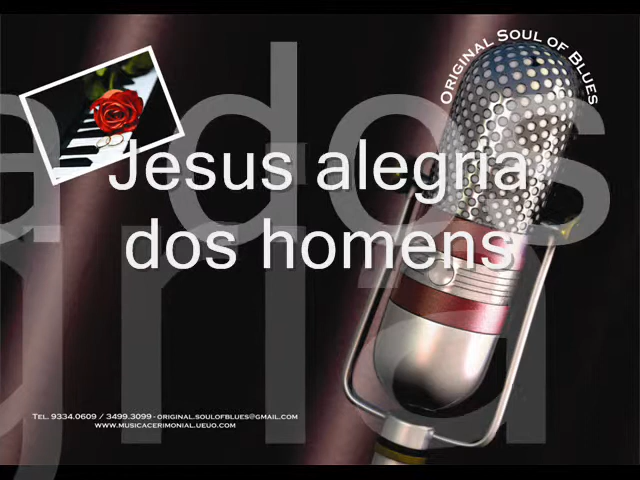 Original Soul of Blues
Jesus alegria
dos homens
Tel. 9334.0609 / 3499.3099 - original.soulofblues@gmail.com
www.musicacerimonial.ueuo.com